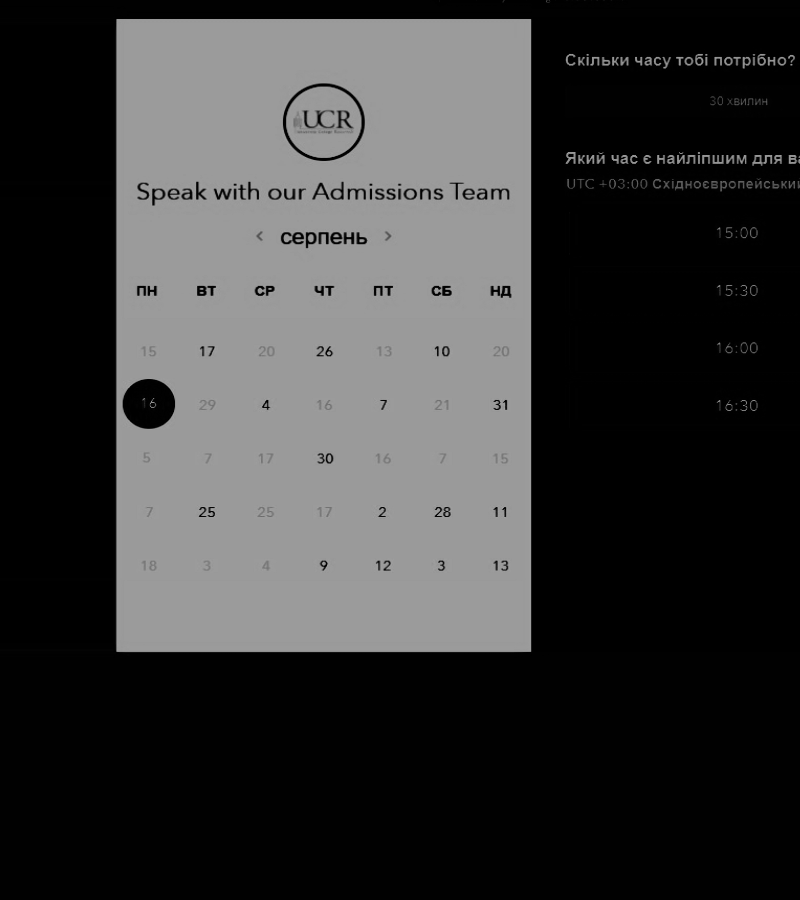 UCR
Speak with our Admissions Team
< серпень >
ПН ВТ СР ЧТ ПТ СБ НД
15 17 20 26 13 10 20
16 29 4 16 7 21 31
5 7 17 30 16 7 15
7 25 25 17 2 28 11
18 3 4 9 12 3 13
Скільки часу тобі потрібно?
30 хвилин
Який час є найліпшим для
UTC +03:00 Східноєвропейський
15:00
15:30
16:00
16:30